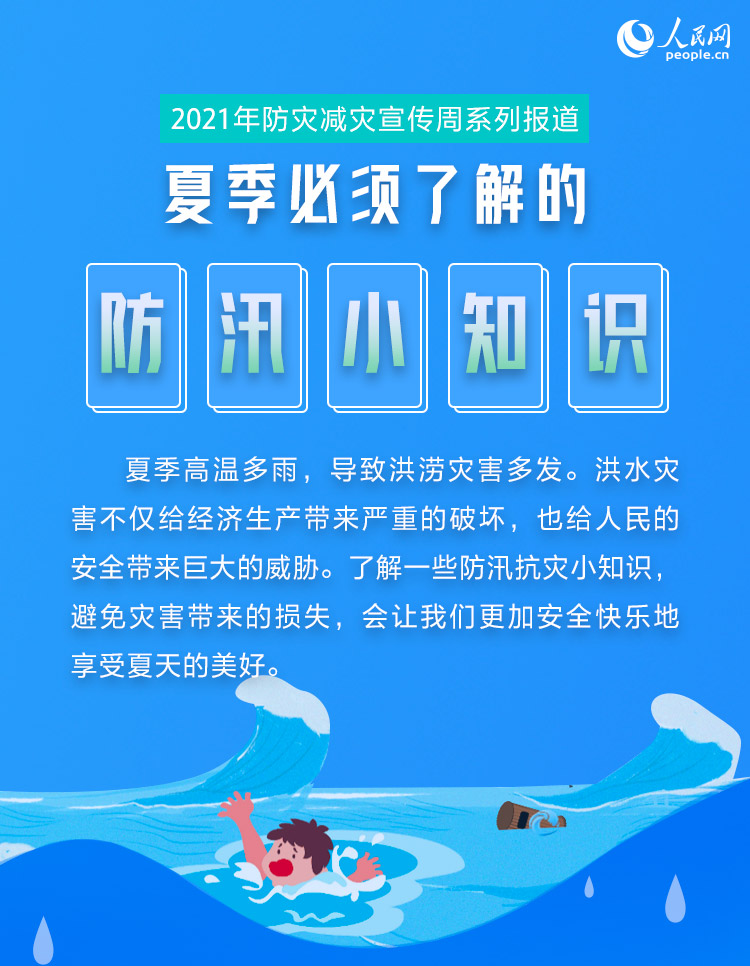 人民网
people.cn
2021年防灾减灾宣传周系列报道
夏季必须了解的
防汛小知识
夏季高温多雨，导致洪涝灾害多发。洪水灾
害不仅给经济生产带来严重的破坏，也给人民的
安全带来巨大的威胁。了解一些防汛抗灾小知识，
避免灾害带来的损失，会让我们更加安全快乐地
享受夏天的美好。